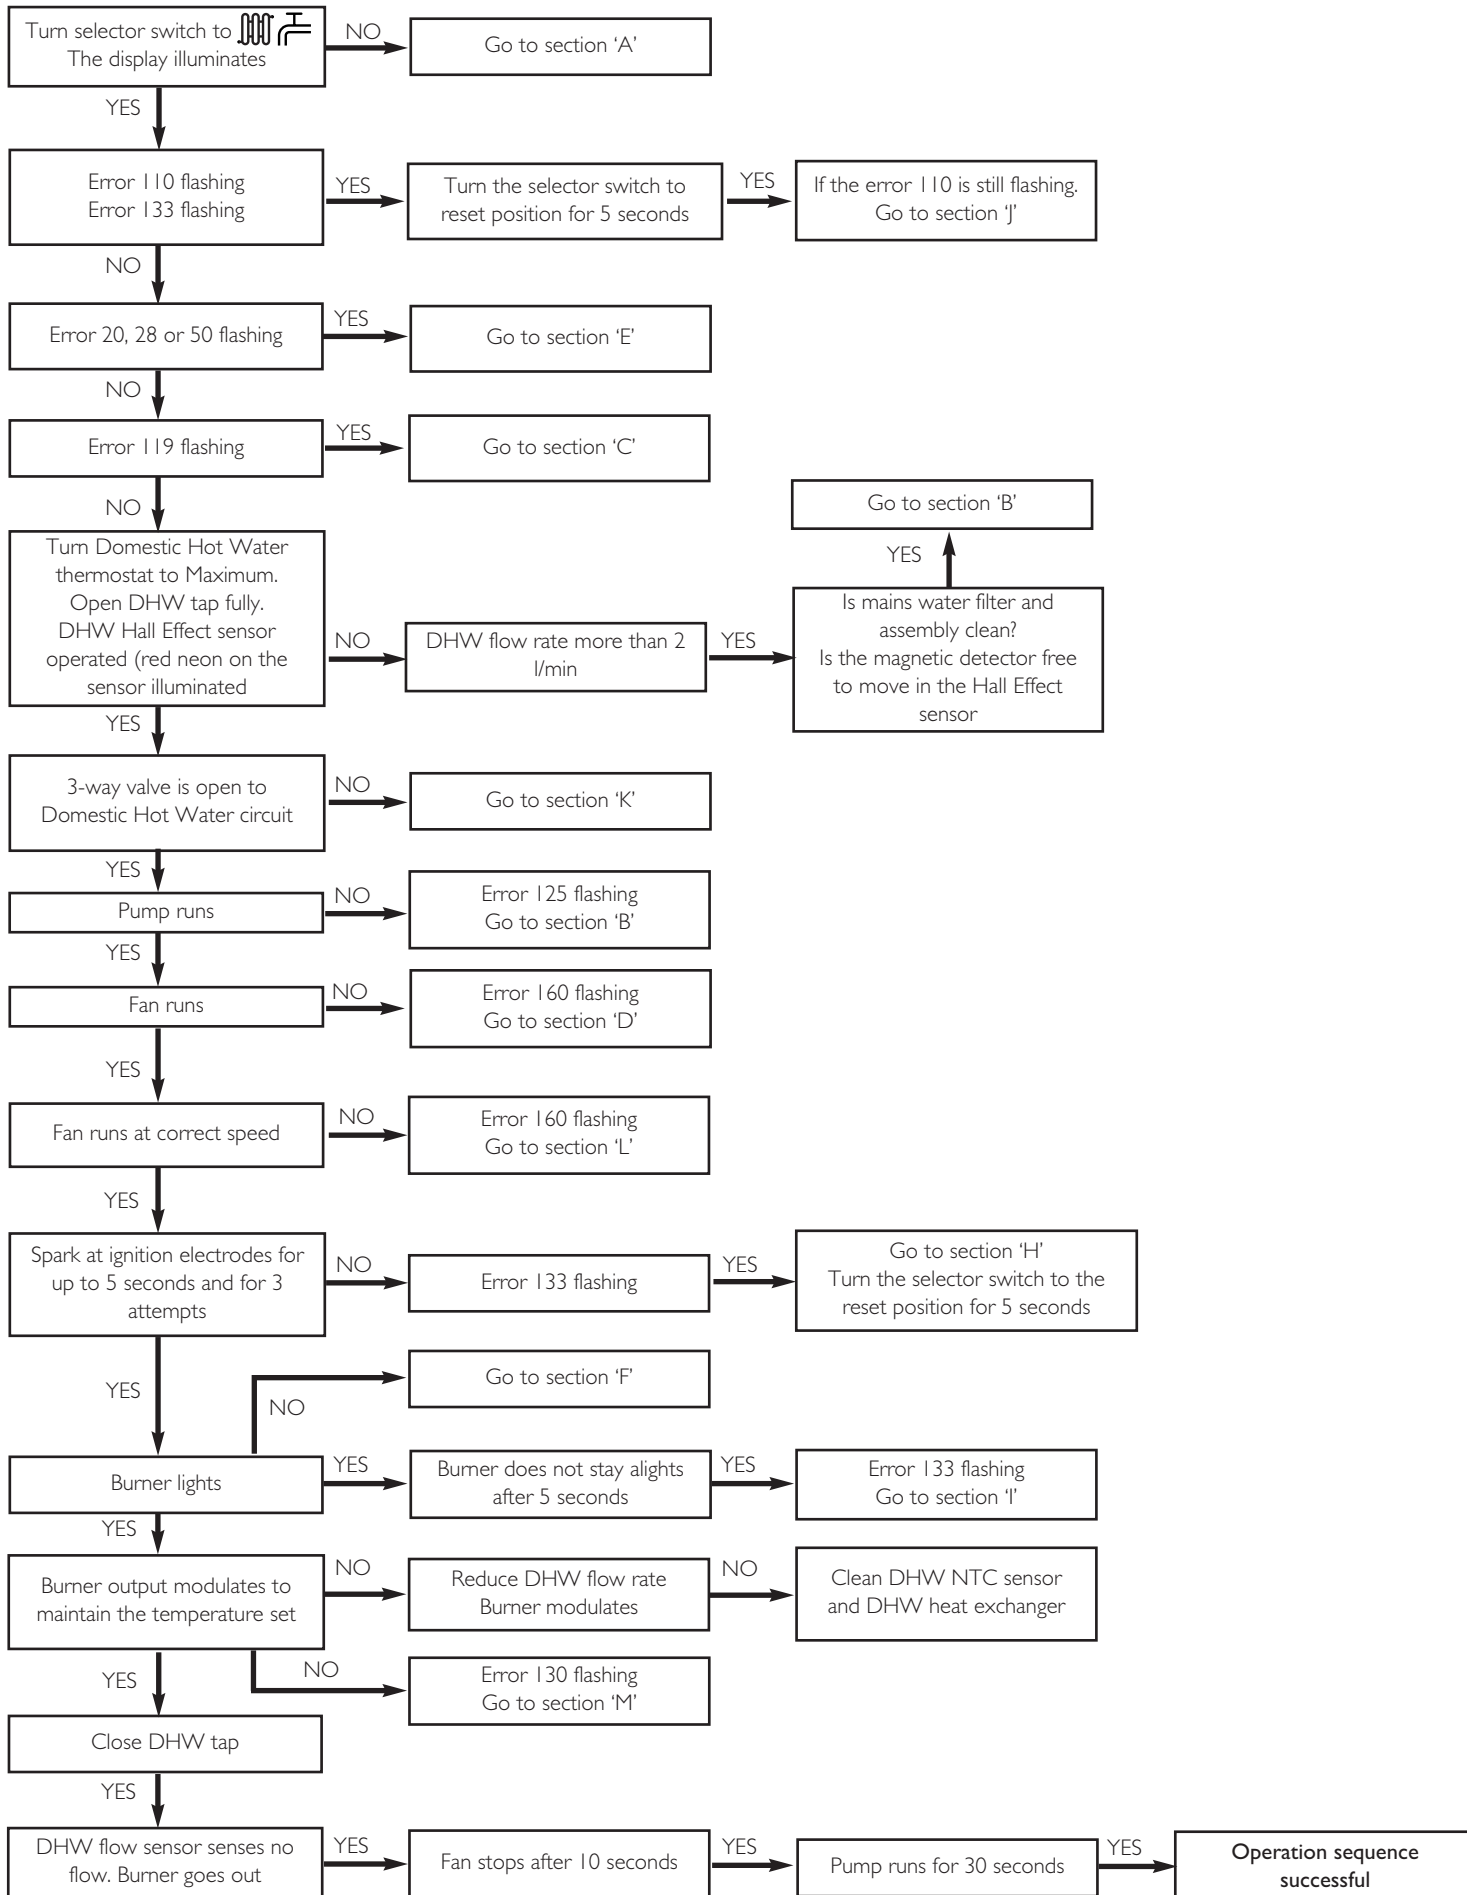 Turn selector switch to
The display illuminates
NO
Go to section ‘A’
YES
Error 110 flashing
Error 133 flashing
YES
Turn the selector switch to
reset position for 5 seconds
YES
If the error 110 is still flashing.
Go to section ‘J’
NO
Error 20, 28 or 50 flashing
YES
Go to section ‘E’
NO
Error 119 flashing
YES
Go to section ‘C’
NO
Turn Domestic Hot Water
thermostat to Maximum.
Open DHW tap fully.
DHW Hall Effect sensor
operated (red neon on the
sensor illuminated
NO
DHW flow rate more than 2
l/min
YES
Is mains water filter and
assembly clean?
Is the magnetic detector free
to move in the Hall Effect
sensor
YES
Go to section ‘B’
YES
3-way valve is open to
Domestic Hot Water circuit
NO
Go to section ‘K’
YES
Pump runs
NO
Error 125 flashing
Go to section ‘B’
YES
Fan runs
NO
Error 160 flashing
Go to section ‘D’
YES
Fan runs at correct speed
NO
Error 160 flashing
Go to section ‘L’
YES
Spark at ignition electrodes for
up to 5 seconds and for 3
attempts
NO
Error 133 flashing
YES
Go to section ‘H’
Turn the selector switch to the
reset position for 5 seconds
YES
NO
Go to section ‘F’
Burner lights
YES
Burner does not stay alights
after 5 seconds
YES
Error 133 flashing
Go to section ‘I’
YES
Burner output modulates to
maintain the temperature set
NO
Reduce DHW flow rate
Burner modulates
NO
Clean DHW NTC sensor
and DHW heat exchanger
NO
Error 130 flashing
Go to section ‘M’
YES
Close DHW tap
YES
DHW flow sensor senses no
flow. Burner goes out
YES
Fan stops after 10 seconds
YES
Pump runs for 30 seconds
YES
Operation sequence
successful